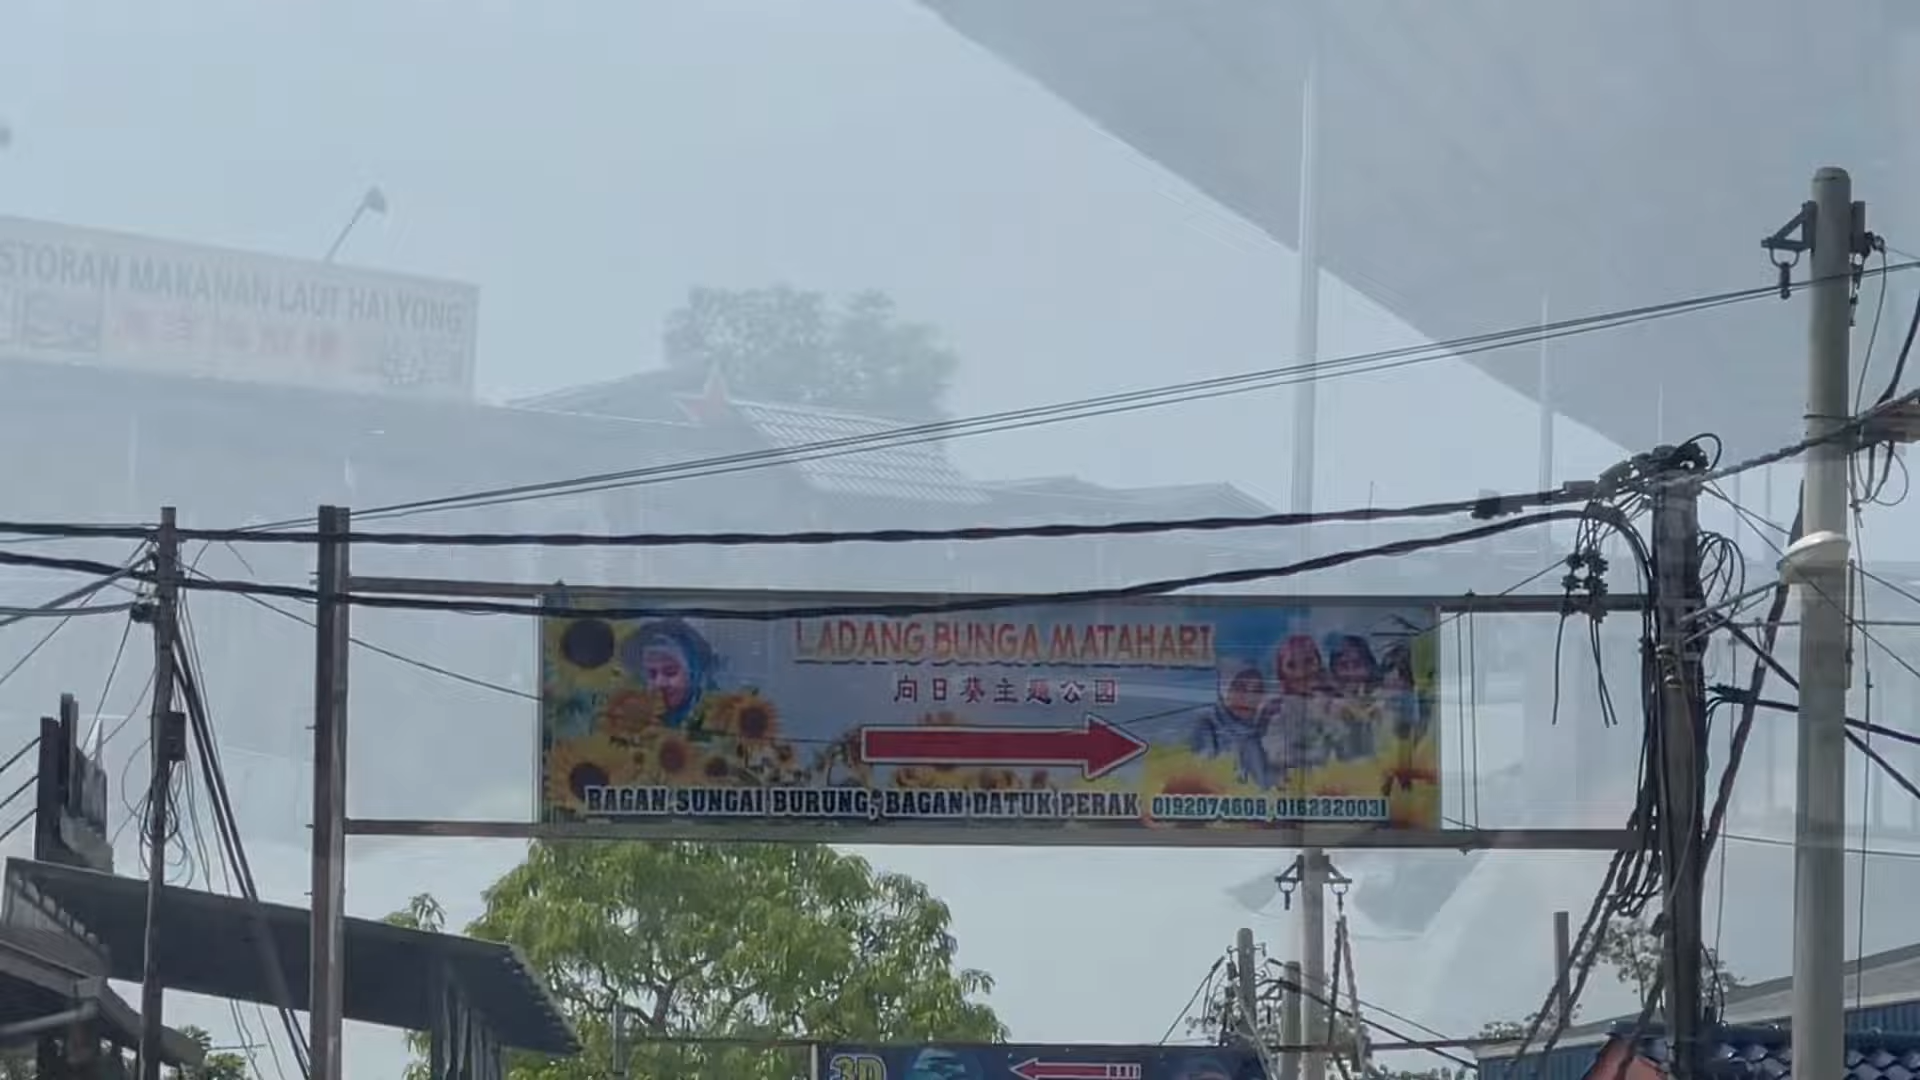 STORAN MAKANAN LAUT HAI YONG
LADANG BUNGA MATAHARI
向日葵主题公园
BAGAN SUNGAI BURUNG, BAGAN DATUK PERAK 0192074608, 0162820031
3D